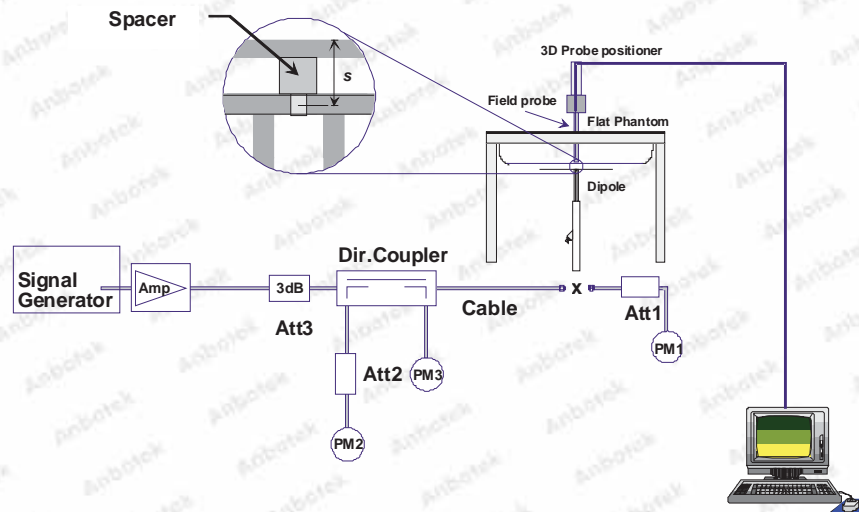 Spacer
s
3D Probe positioner
Field probe
Flat Phantom
Dipole
Signal
Generator
Amp
3dB
Att3
Dir.Coupler
Cable
x
Att1
PM1
Att2
PM3
PM2
Anbotek